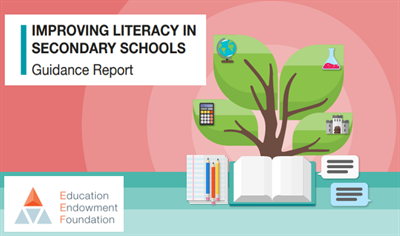 IMPROVING LITERACY IN
SECONDARY SCHOOLS
Guidance Report
Education
Endowment
Foundation